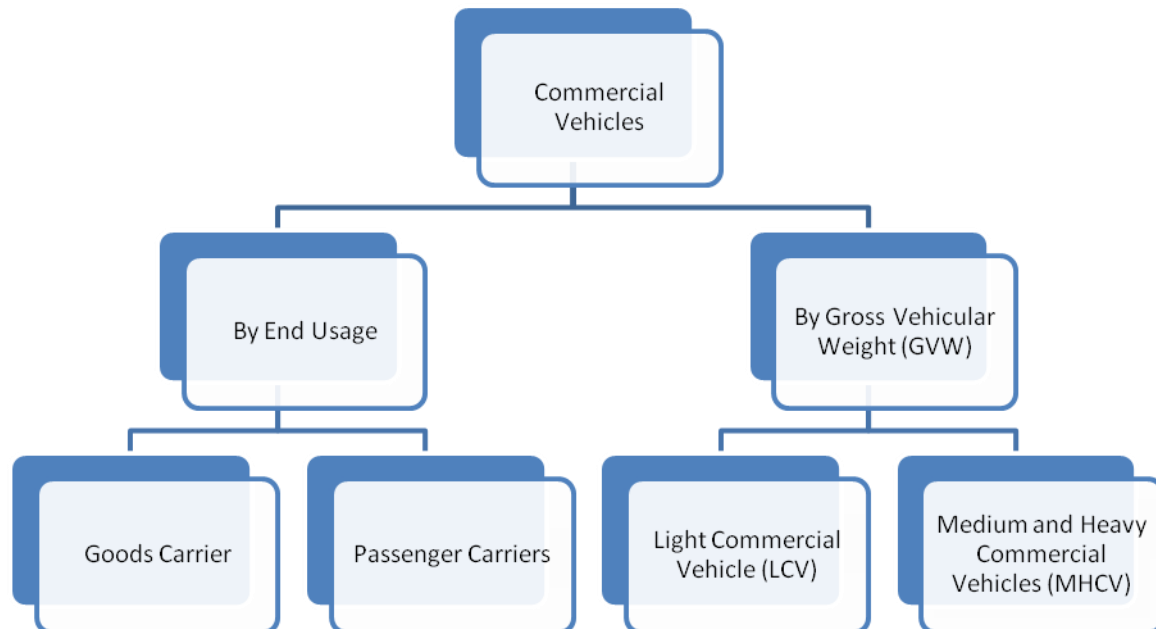 Commercial
Vehicles
By End Usage
By Gross Vehicular
Weight (GVW)
Goods Carrier
Passenger Carriers
Light Commercial
Vehicle (LCV)
Medium and Heavy
Commercial
Vehicles (MHCV)